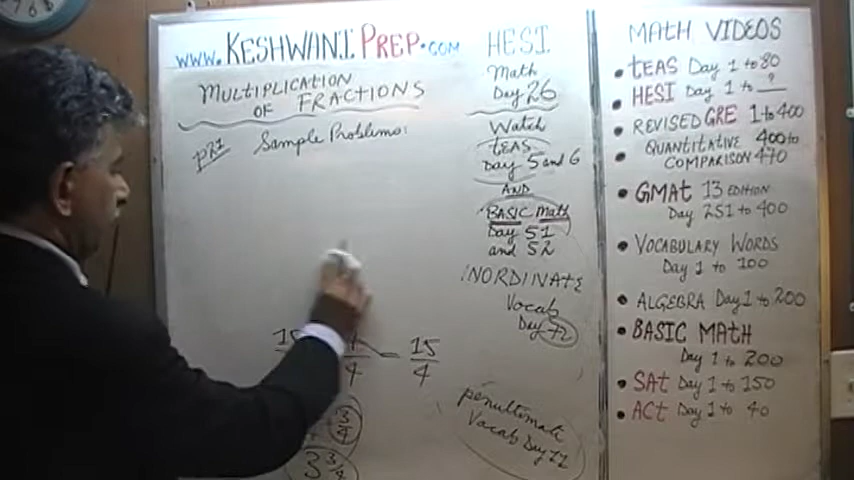 www.KESHWANI PREP.com
MULTIPLICATION
OF FRACTIONS
PR1 Sample Problems:
15
4
15
4
3
4
3 3/4
HESI
Math
Day 26
Watch
TEAS
Day 5 and 6
AND
BASIC Math
Day 51
and 52
INORDINATE
Vocab
Day 72
penultimate
Vocab Day
MATH VIDEOS
• TEAS Day 1 to 80
• HESI Day 1 to ?
• REVISED GRE 1 to 400
• QUANTITATIVE 400 to
COMPARISON 470
• GMAT 13 EDITION
Day 251 to 400
• VOCABULARY WORDS
Day 1 to 100
• ALGEBRA Day 1 to 200
• BASIC MATH
Day 1 to 200
• SAT Day 1 to 150
• ACT Day 1 to 40